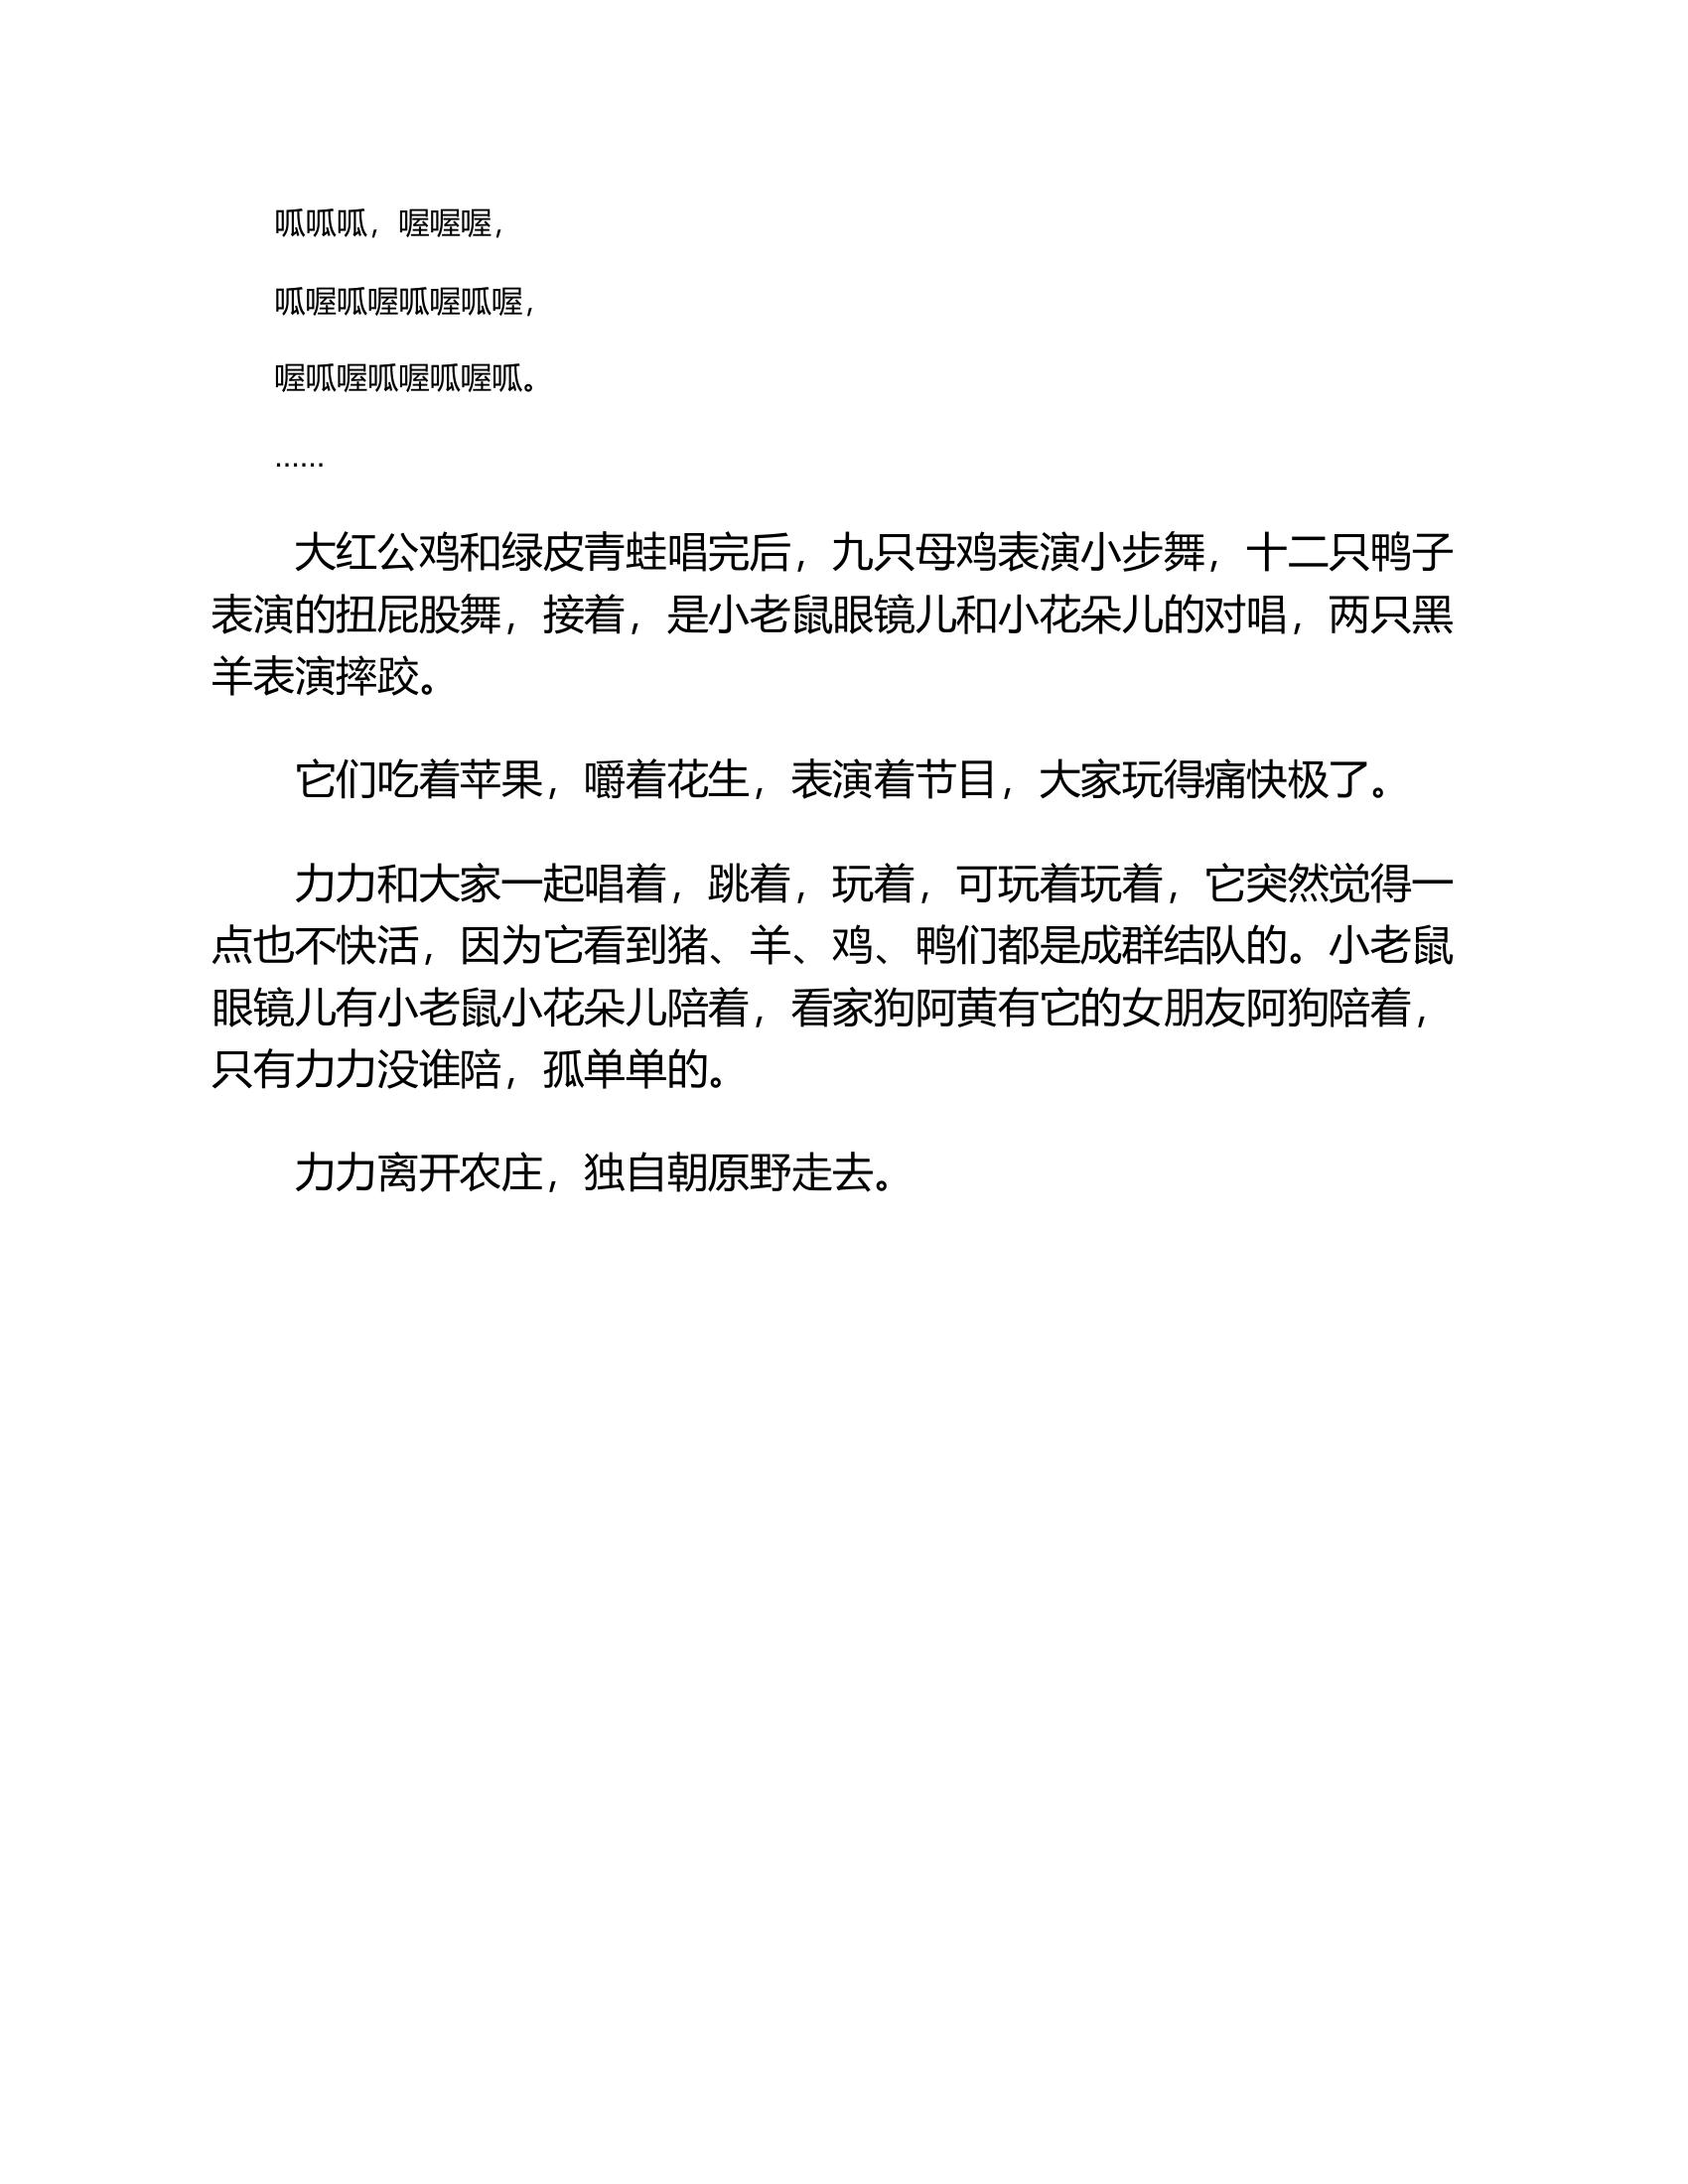 呱呱呱，喔喔喔，
呱喔呱喔呱喔呱喔，
喔呱喔呱喔呱喔呱。
……
大红公鸡和绿皮青蛙唱完后，九只母鸡表演小步舞，十二只鸭子
表演的扭屁股舞，接着，是小老鼠眼镜儿和小花朵儿的对唱，两只黑
羊表演摔跤。
它们吃着苹果，嚼着花生，表演着节目，大家玩得痛快极了。
力力和大家一起唱着，跳着，玩着，可玩着玩着，它突然觉得一
点也不快活，因为它看到猪、羊、鸡、鸭们都是成群结队的。小老鼠
眼镜儿有小老鼠小花朵儿陪着，看家狗阿黄有它的女朋友阿狗陪着，
只有力力没谁陪，孤单单的。
力力离开农庄，独自朝原野走去。